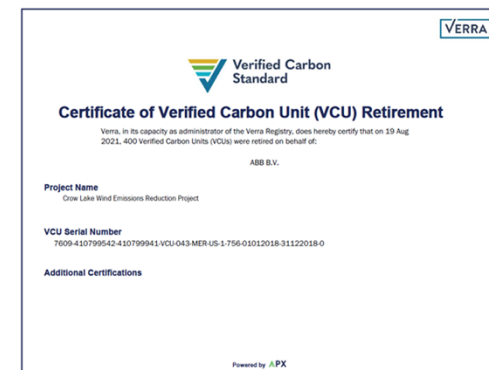 VERRA
Verified Carbon
Standard
Certificate of Verified Carbon Unit (VCU) Retirement
Verra, in its capacity as administrator of the Verra Registry, does hereby certify that on 19 Aug
2021, 400 Verified Carbon Units (VCUs) were retired on behalf of:
ABB B.V.
Project Name
Crow Lake Wind Emissions Reduction Project
VCU Serial Number
7609-410799542-410799941-VCU-043-MER-US-1-756-01012018-31122018-0
Additional Certifications
Powered by APX